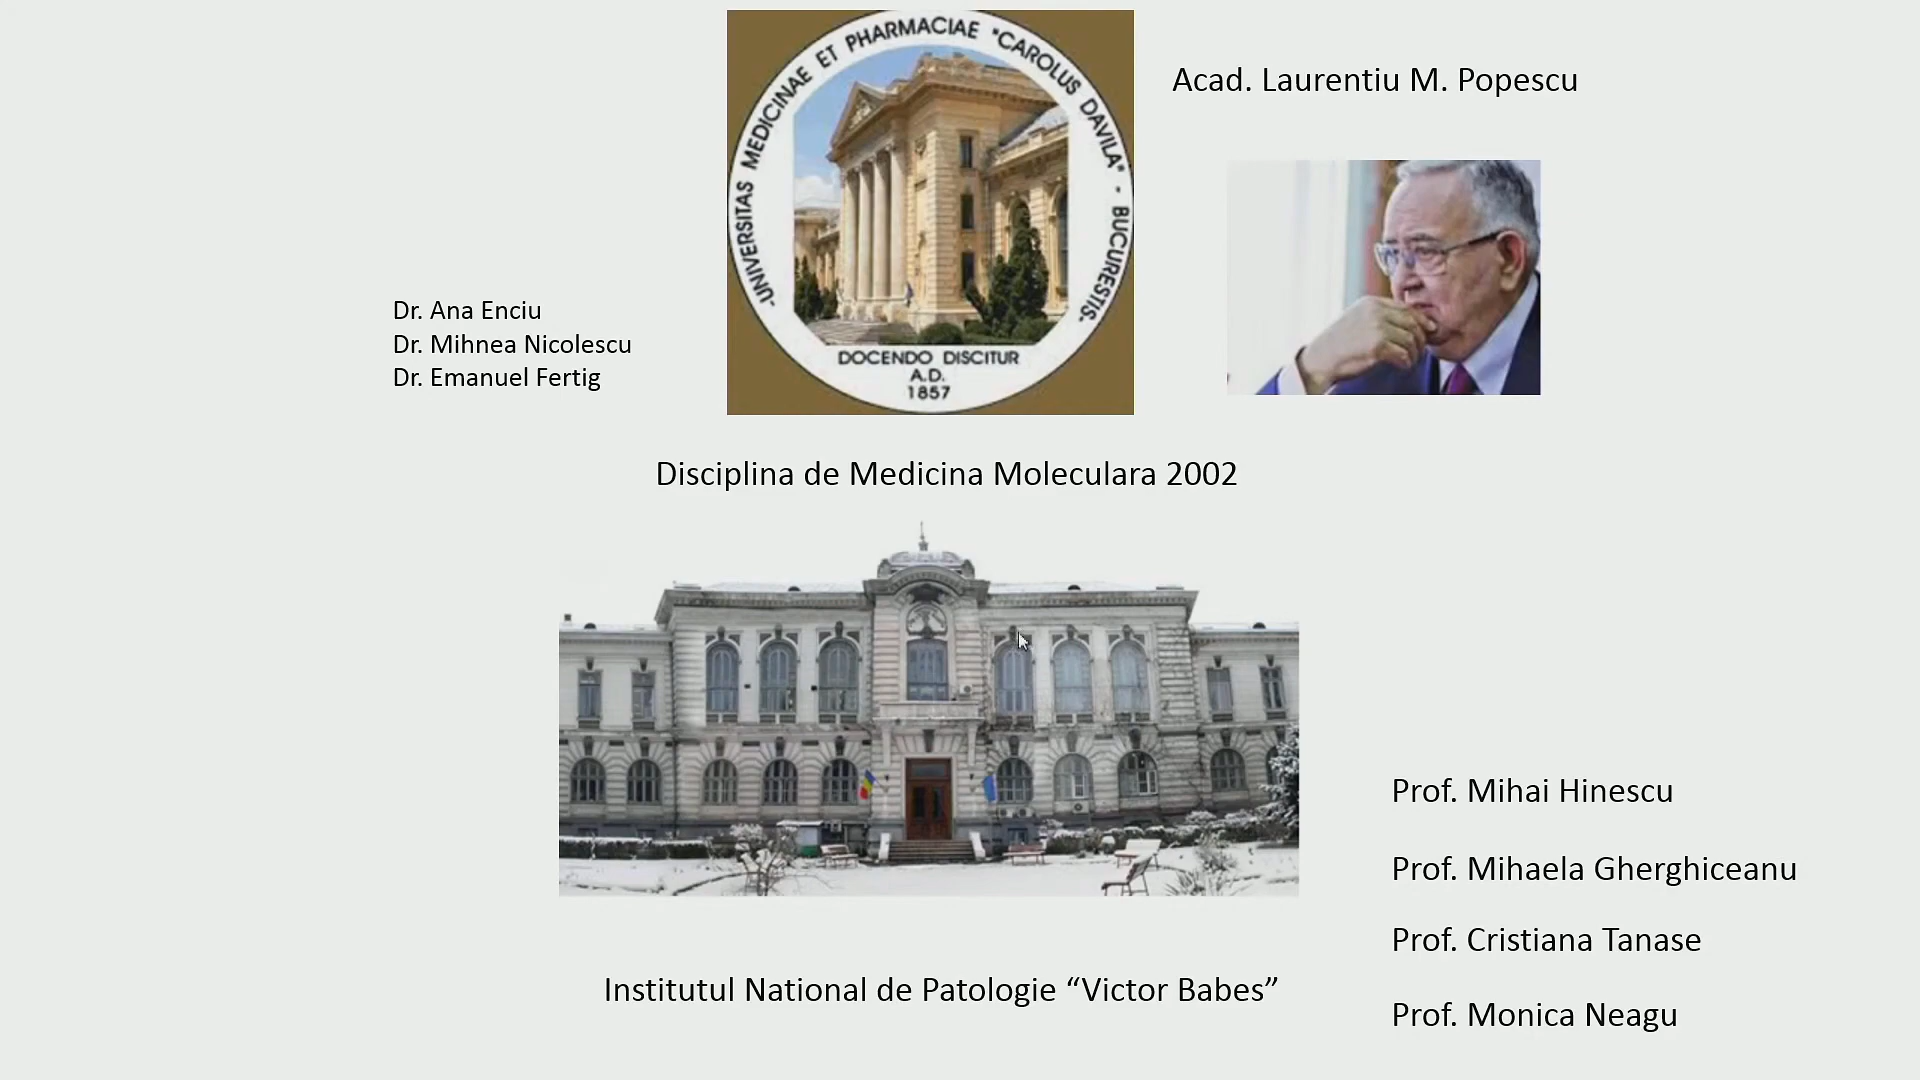 -UNIVERSITAS MEDICINAE ET PHARMACIAE "CAROLUS DAVILA" - BUCURESTIS-
DOCENDO DISCITUR
A.D.
1857
Acad. Laurentiu M. Popescu
Dr. Ana Enciu
Dr. Mihnea Nicolescu
Dr. Emanuel Fertig
Disciplina de Medicina Moleculara 2002
Prof. Mihai Hinescu
Prof. Mihaela Gherghiceanu
Prof. Cristiana Tanase
Institutul National de Patologie “Victor Babes”
Prof. Monica Neagu